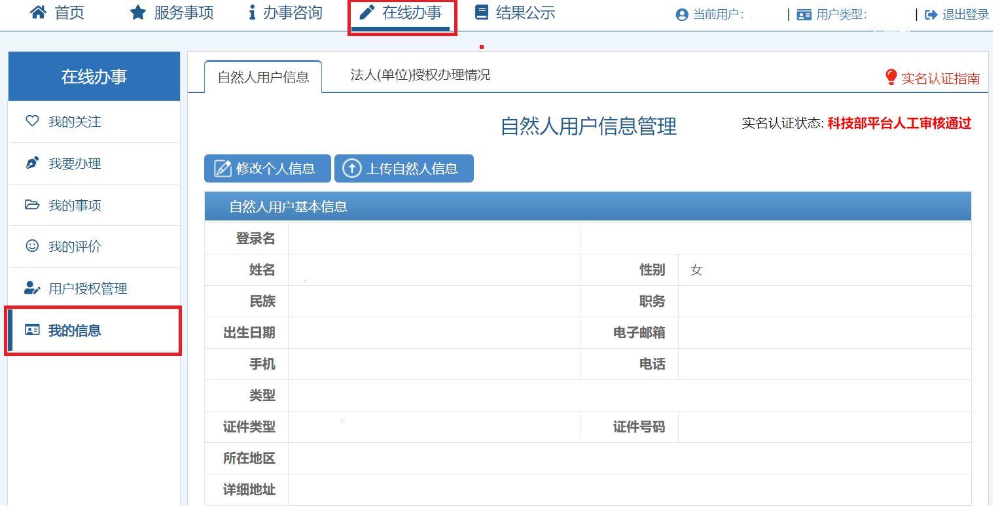 首页 服务事项 办事咨询 在线办事 结果公示 当前用户: | 用户类型: | 退出登录
在线办事
我的关注
我要办理
我的事项
我的评价
用户授权管理
我的信息
自然人用户信息 法人(单位)授权办理情况 实名认证指南
自然人用户信息管理 实名认证状态: 科技部平台人工审核通过
修改个人信息 上传自然人信息
自然人用户基本信息
登录名
姓名 性别 女
民族 职务
出生日期 电子邮箱
手机 电话
类型
证件类型 证件号码
所在地区
详细地址